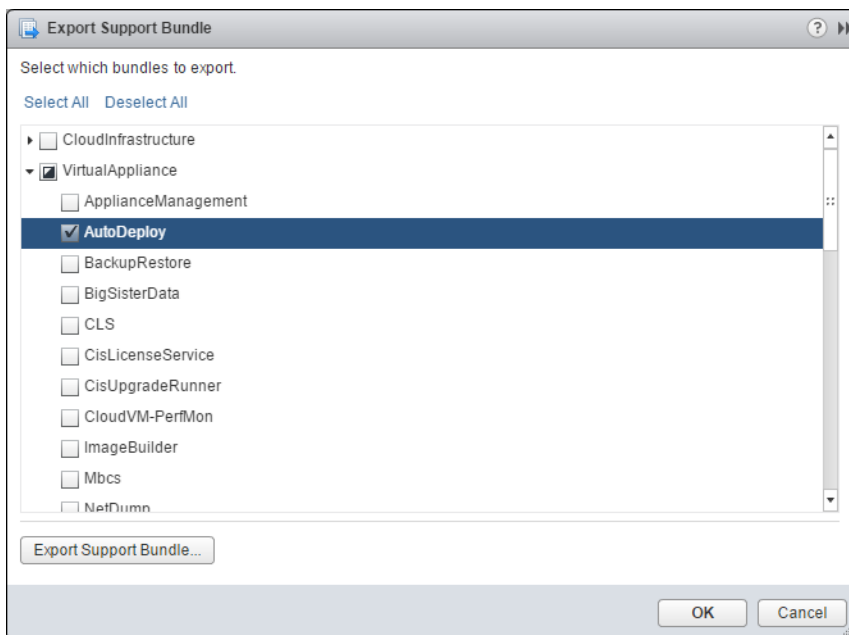 Export Support Bundle
Select which bundles to export.
Select All Deselect All
CloudInfrastructure
VirtualAppliance
ApplianceManagement
AutoDeploy
BackupRestore
BigSisterData
CLS
CisLicenseService
CisUpgradeRunner
CloudVM-PerfMon
ImageBuilder
Mbcs
NetDump
Export Support Bundle...
OK Cancel